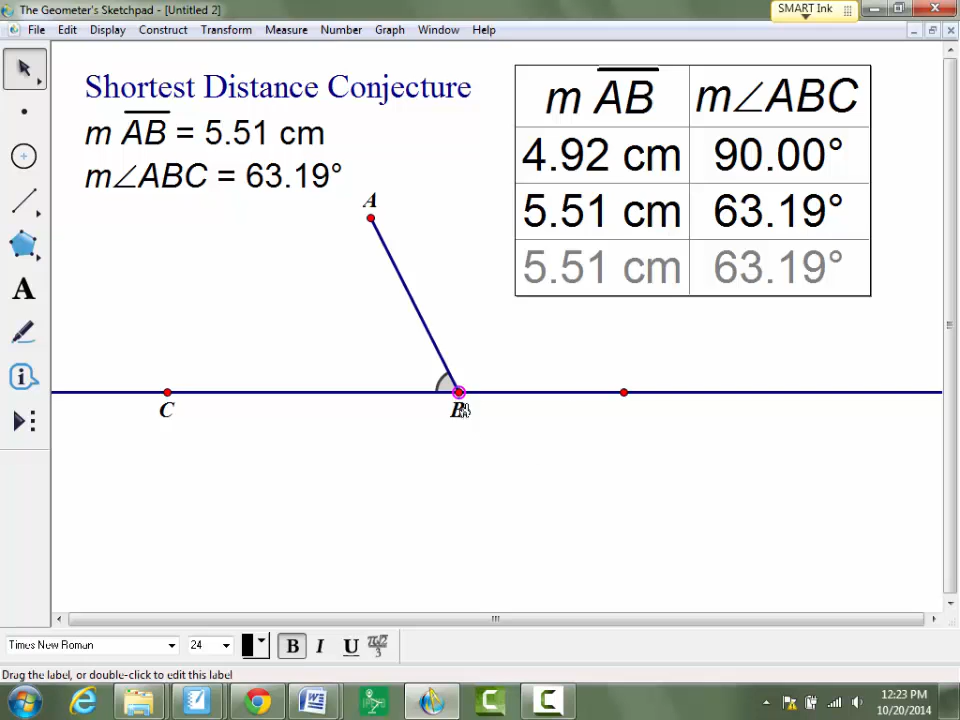 The Geometer's Sketchpad - [Untitled 2]
SMART Ink
File Edit Display Construct Transform Measure Number Graph Window Help
Shortest Distance Conjecture
m AB = 5.51 cm
m∠ABC = 63.19°
m AB m∠ABC
4.92 cm 90.00°
5.51 cm 63.19°
5.51 cm 63.19°
A
C
B
A
Times New Roman 24 B I U
Drag the label, or double-click to edit this label
12:23 PM
10/20/2014